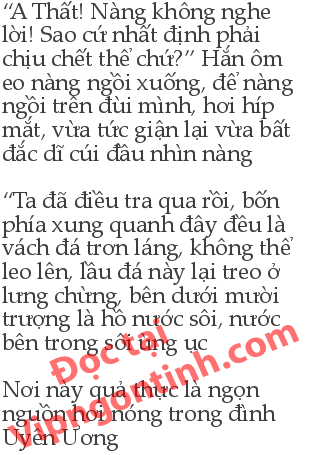 “A Thất! Nàng không nghe
lời! Sao cứ nhất định phải
chịu chết thể chứ?” Hắn ôm
eo nàng ngồi xuống, để nàng
ngồi trên đùi mình, hơi híp
mắt, vừa tức giận lại vừa bất
đắc dĩ cúi đầu nhìn nàng
“Ta đã điều tra qua rồi, bốn
phía xung quanh đây đều là
vách đá trơn láng, không thể
leo lên, lầu đá này lại treo ở
lưng chừng, bên dưới mười
trượng là hồ nước sôi, nước
bên trong sôi ùng ục
Nơi này quả thực là ngọn
nguồn hơi nóng trong đình
Uyên Ương
Đọc tại
Vipngontinh.com